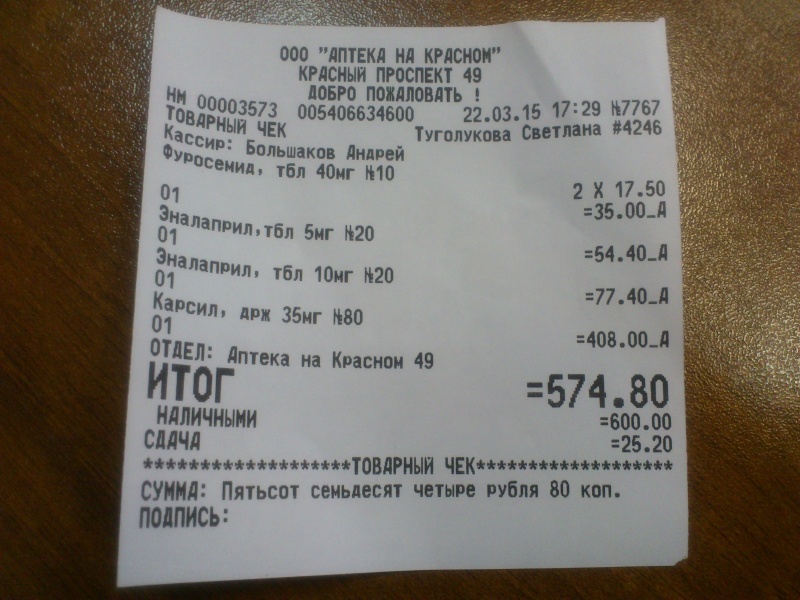 ООО "АПТЕКА НА КРАСНОМ"
КРАСНЫЙ ПРОСПЕКТ 49
ДОБРО ПОЖАЛОВАТЬ !
НМ 00003573 005406634600 22.03.15 17:29 №7767
ТОВАРНЫЙ ЧЕК Туголукова Светлана #4246
Кассир: Большаков Андрей
Фуросемид, тбл 40мг №10
2 X 17.50
01 =35.00_А
Эналаприл,тбл 5мг №20
01 =54.40_А
Эналаприл, тбл 10мг №20
01 =77.40_А
Карсил, држ 35мг №80
01 =408.00_А
ОТДЕЛ: Аптека на Красном 49
ИТОГ =574.80
НАЛИЧНЫМИ =600.00
СДАЧА =25.20
********************ТОВАРНЫЙ ЧЕК*******************
СУММА: Пятьсот семьдесят четыре рубля 80 коп.
ПОДПИСЬ: